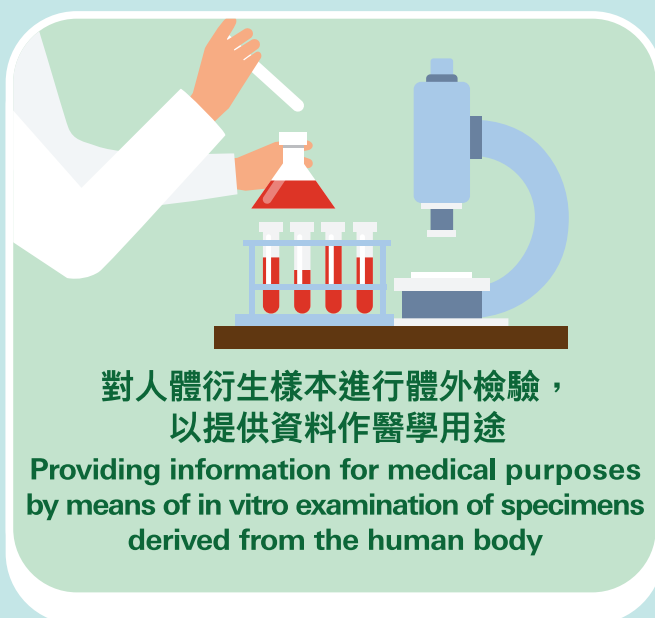 對人體衍生樣本進行體外檢驗，
以提供資料作醫學用途
Providing information for medical purposes
by means of in vitro examination of specimens
derived from the human body